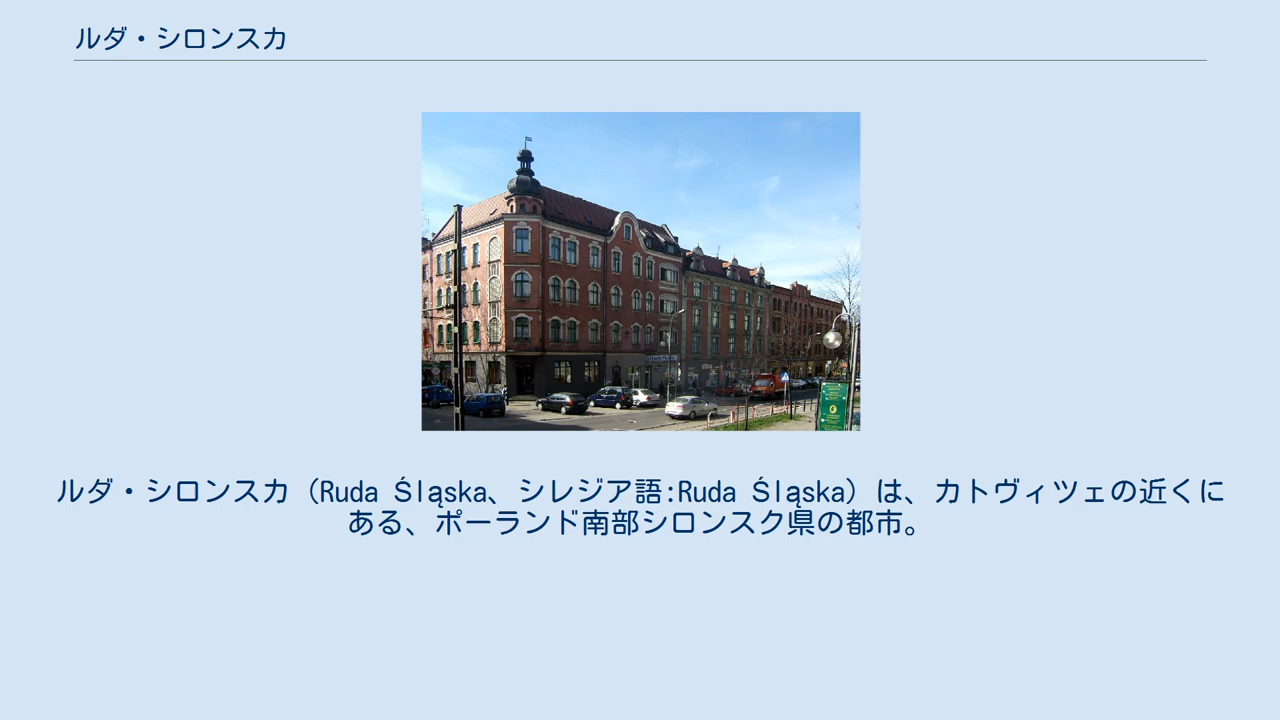 ルダ・シロンスカ
ルダ・シロンスカ（Ruda Śląska、シレジア語:Ruda Śląska）は、カトヴィツェの近くに
ある、ポーランド南部シロンスク県の都市。